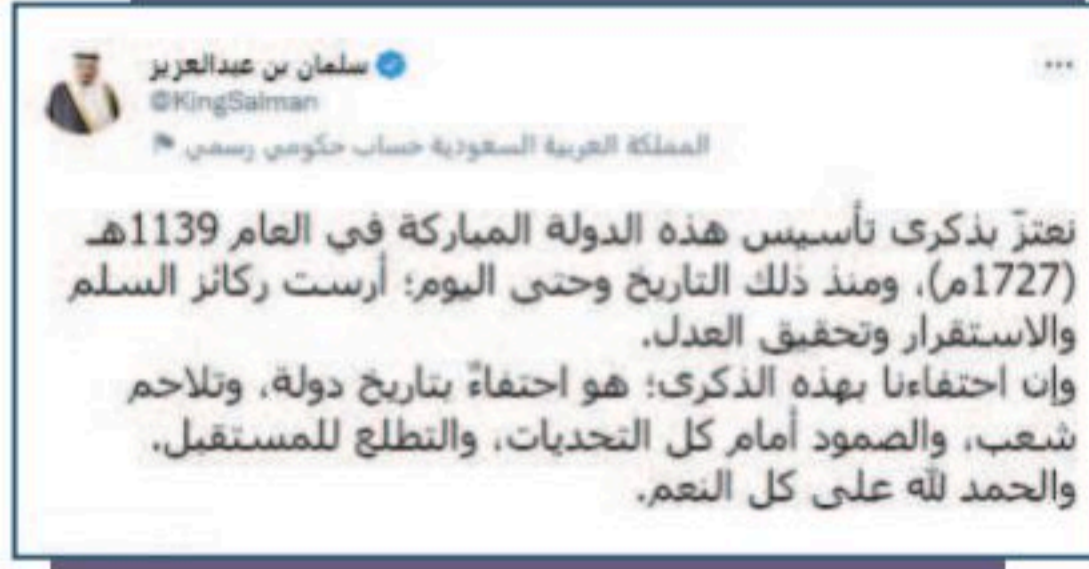 سلمان بن عبدالعزيز
@KingSalman
المملكة العربية السعودية حساب حكومي رسمي
نعتزّ بذكرى تأسيس هذه الدولة المباركة في العام 1139هـ
(1727م)، ومنذ ذلك التاريخ وحتى اليوم؛ أرست ركائز السلم
والاستقرار وتحقيق العدل.
وإن احتفاءنا بهذه الذكرى؛ هو احتفاءً بتاريخ دولة، وتلاحم
شعب، والصمود أمام كل التحديات، والتطلع للمستقبل.
والحمد لله على كل النعم.